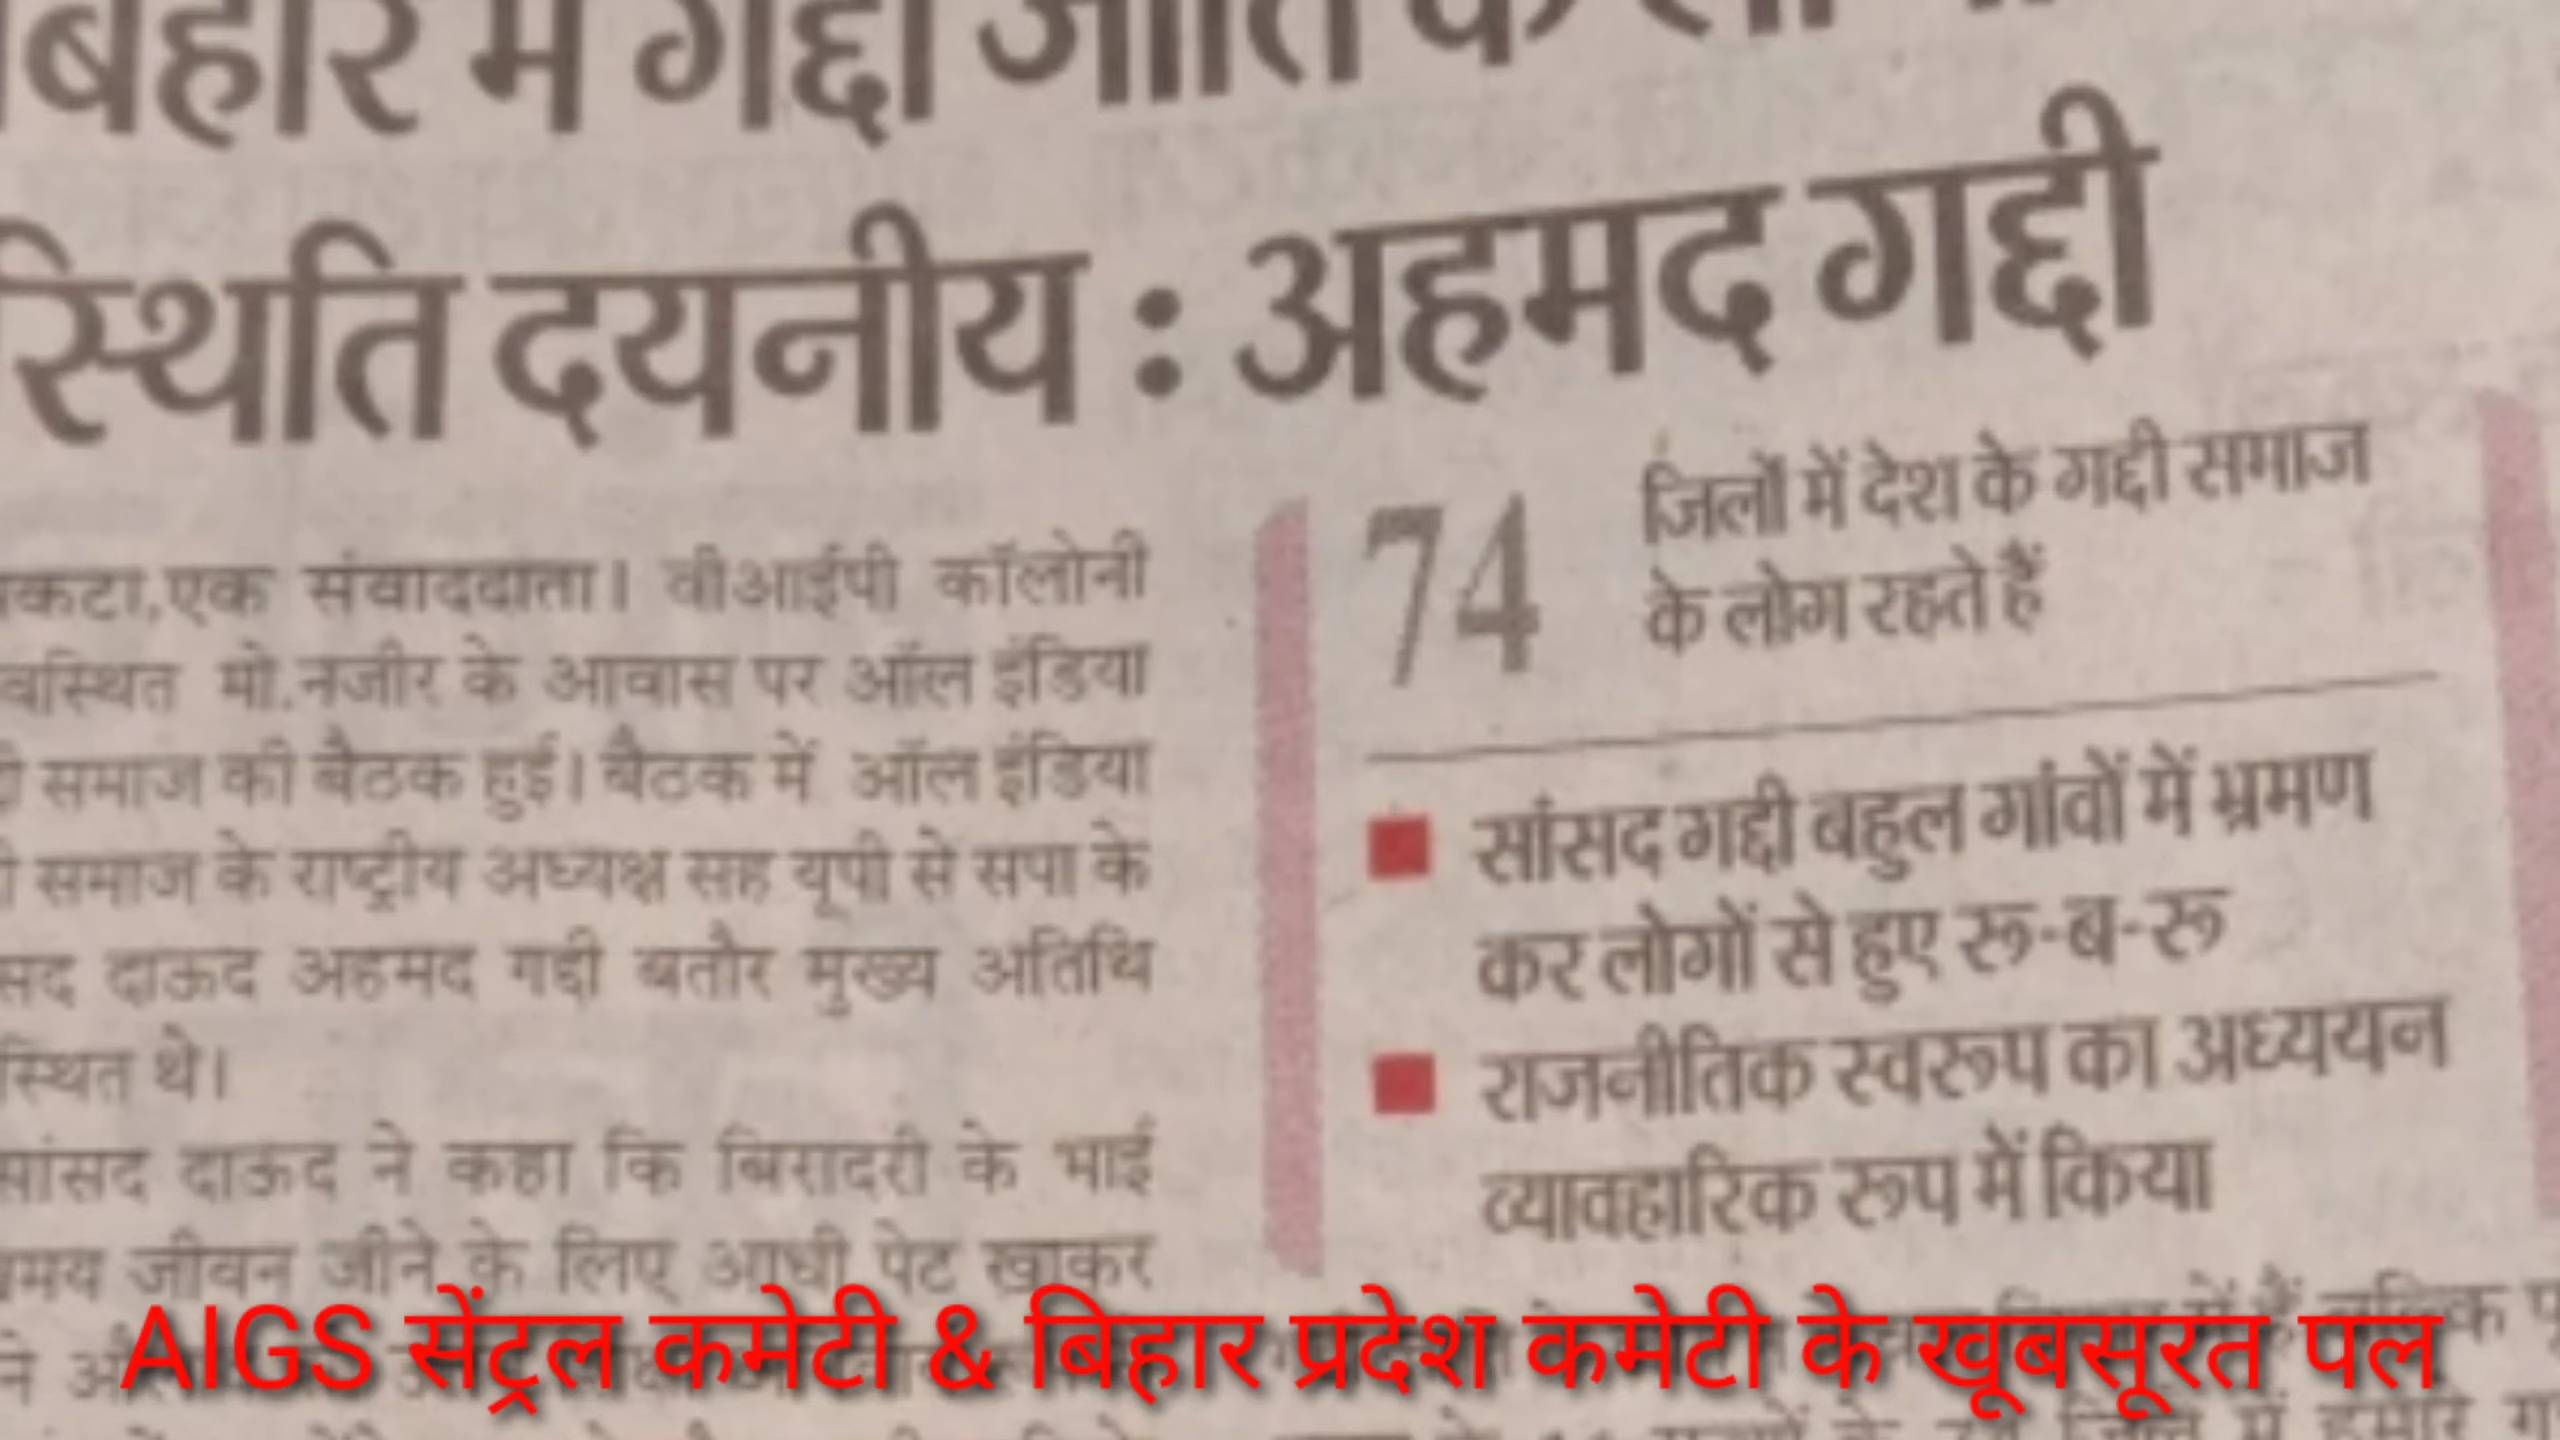 बिहार में गद्दी जाति के
स्थिति दयनीय : अहमद गद्दी
एक संवाददाता। वीआईपी कॉलोनी
मो.नजीर के आवास पर ऑल इंडिया
समाज की बैठक हुई। बैठक में ऑल इंडिया
समाज के राष्ट्रीय अध्यक्ष सह यूपी से सपा के
दाऊद अहमद गद्दी बतौर मुख्य अतिथि
थे।
सांसद दाऊद ने कहा कि बिरादरी के भाई
जीवन जीने के लिए आधी पेट खाकर
74 जिलों में देश के गद्दी समाज
के लोग रहते हैं
सांसद गद्दी बहुल गांवों में भ्रमण
कर लोगों से हुए रू-ब-रू
राजनीतिक स्वरूप का अध्ययन
व्यावहारिक रूप में किया
AIGS सेंट्रल कमेटी & बिहार प्रदेश कमेटी के खूबसूरत पल